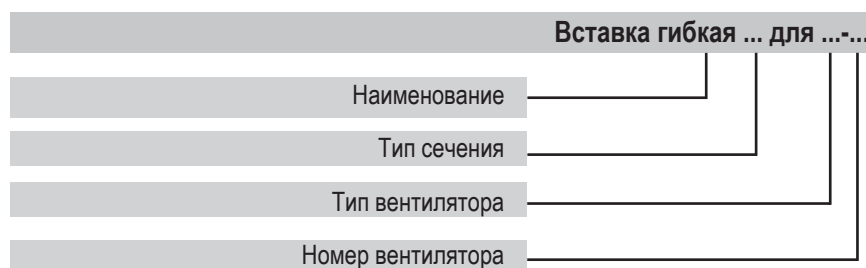 Вставка гибкая ... для ...-...
Наименование
Тип сечения
Тип вентилятора
Номер вентилятора